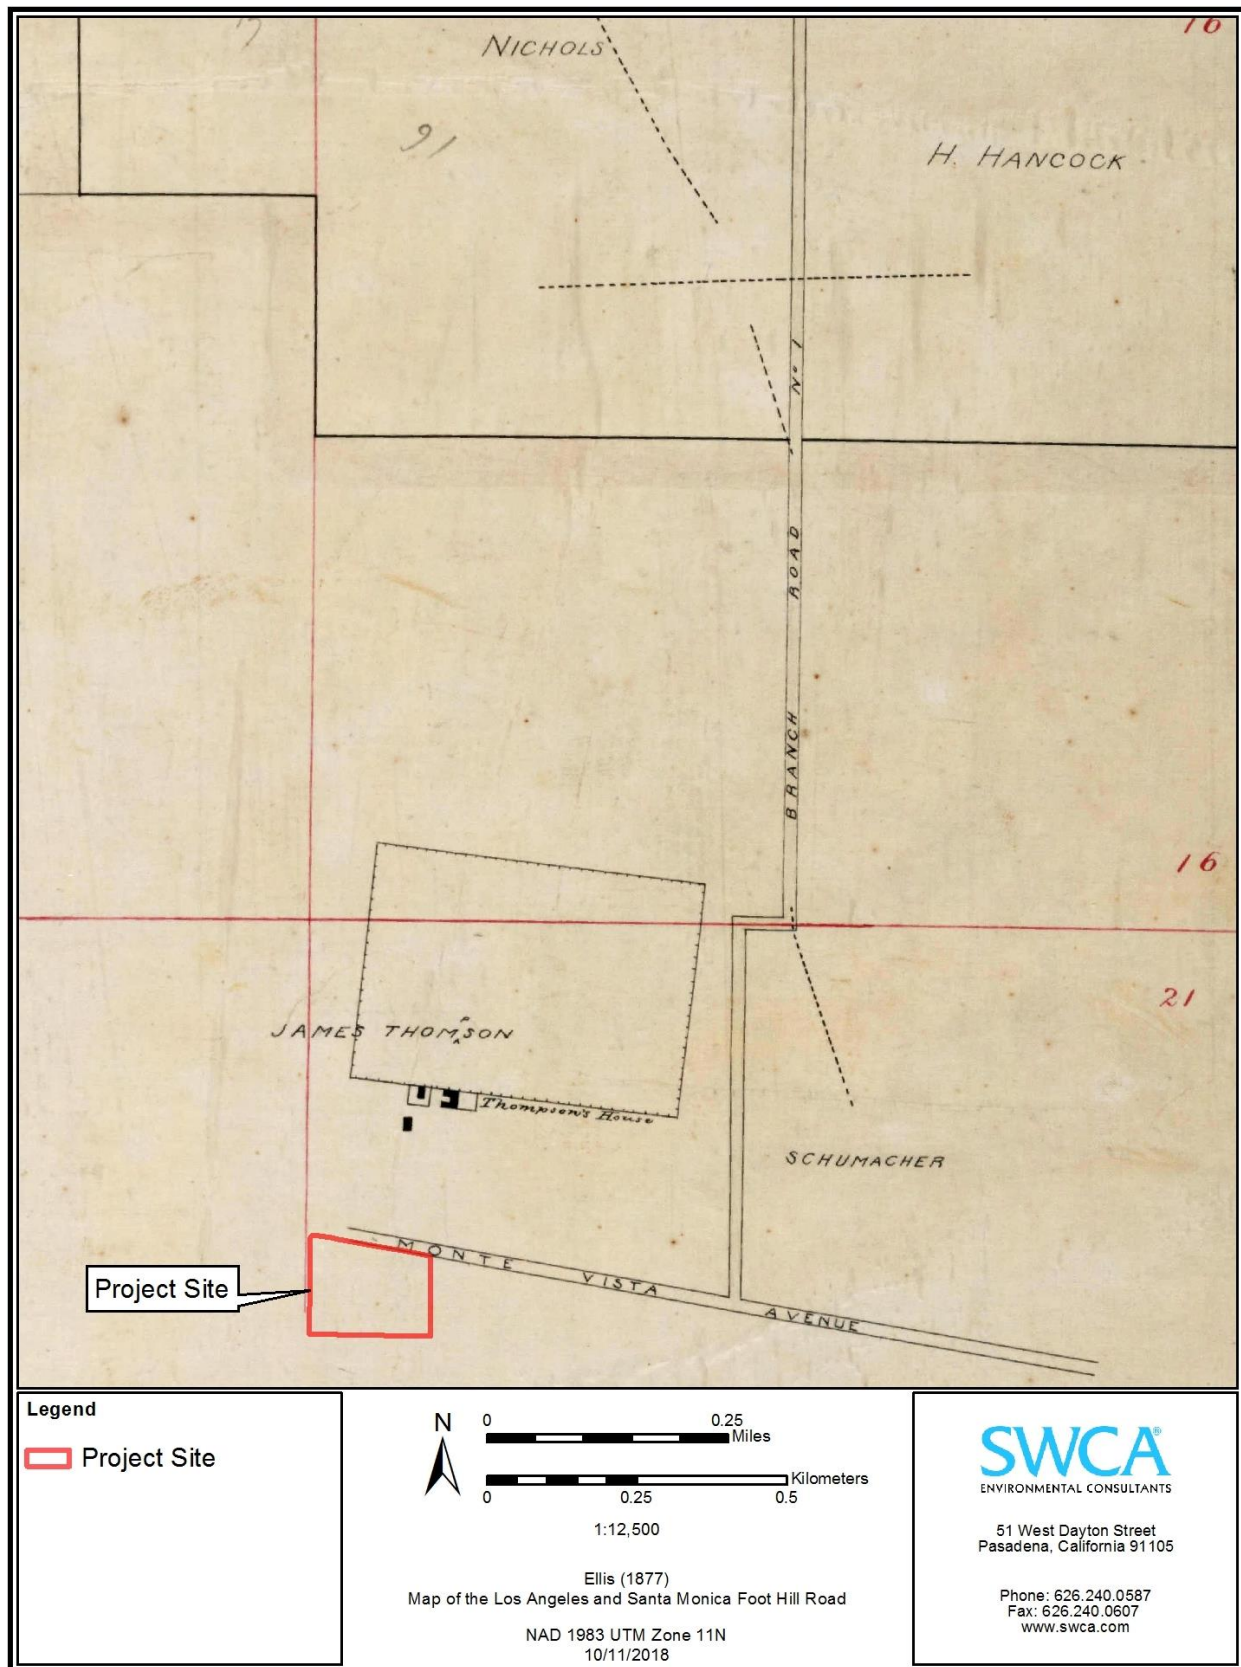 16
NICHOLS
91
H. HANCOCK
BRANCH ROAD No 1
16
21
JAMES THOMPSON
Thompson's House
SCHUMACHER
MONTE VISTA AVENUE
Project Site
Legend
Project Site
N
0 0.25
Miles
Kilometers
0 0.25 0.5
1:12,500
Ellis (1877)
Map of the Los Angeles and Santa Monica Foot Hill Road
NAD 1983 UTM Zone 11N
10/11/2018
SWCA®
ENVIRONMENTAL CONSULTANTS
51 West Dayton Street
Pasadena, California 91105
Phone: 626.240.0587
Fax: 626.240.0607
www.swca.com